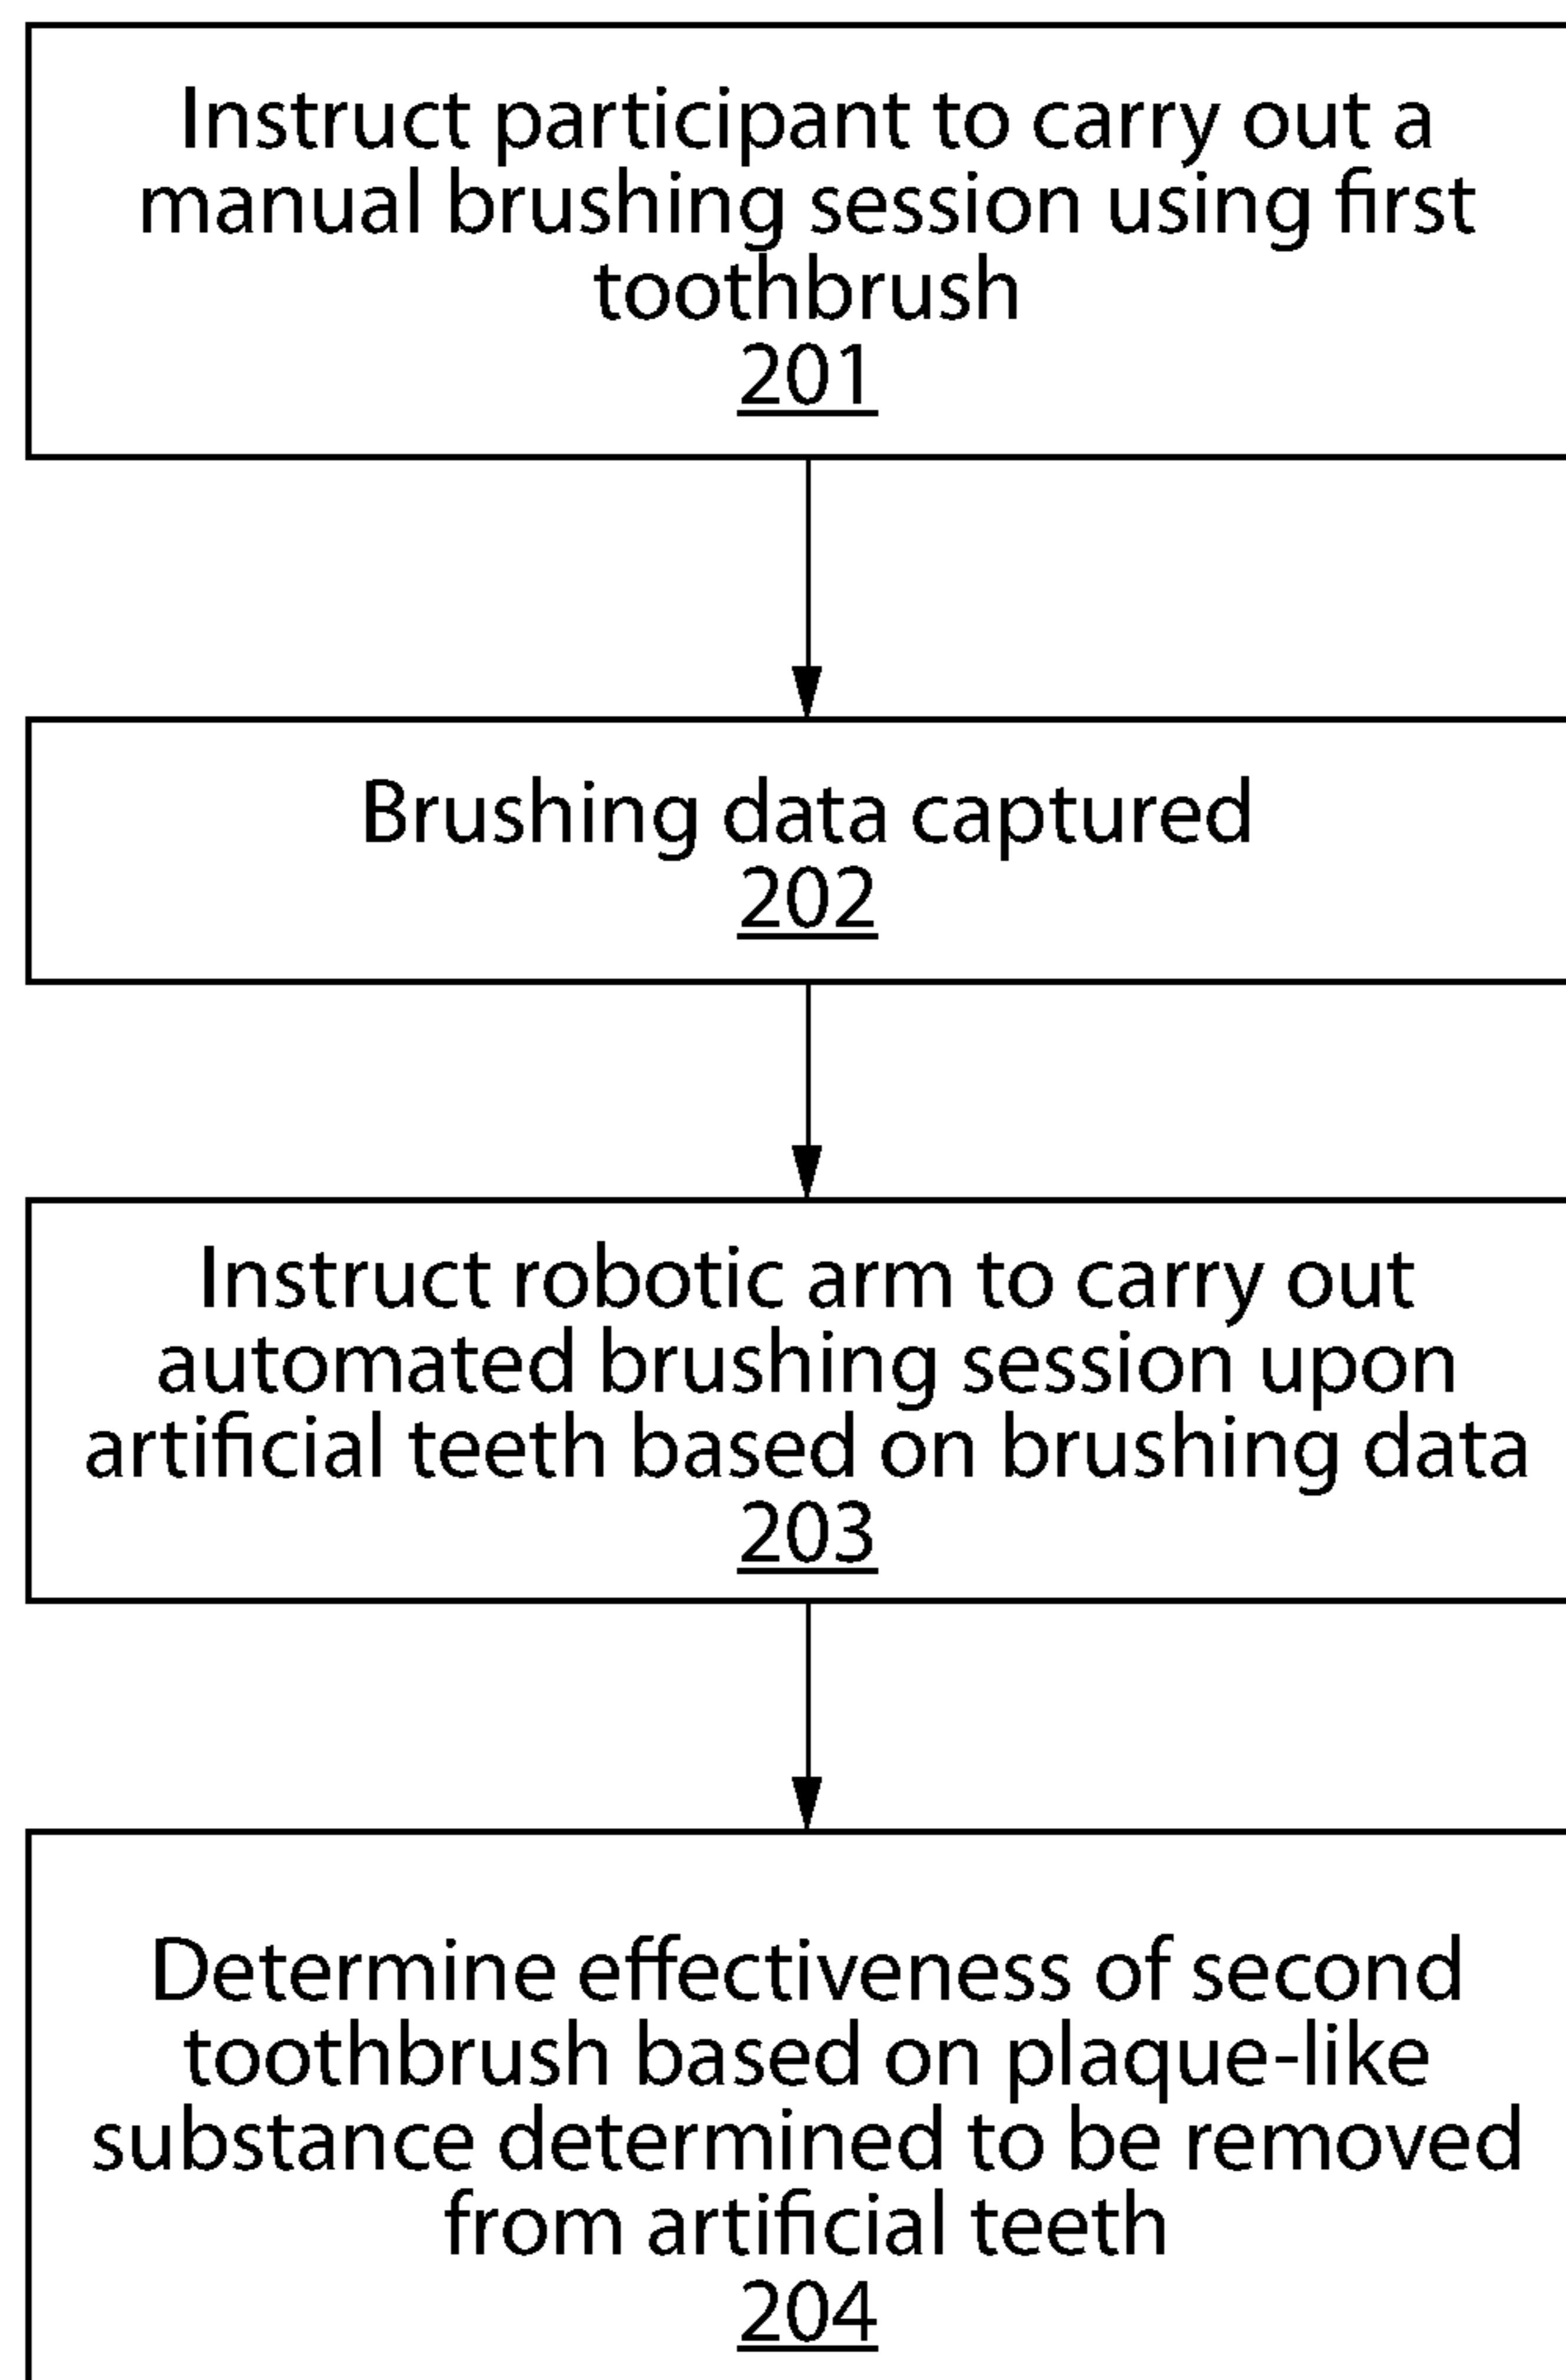 Instruct participant to carry out a
manual brushing session using first
toothbrush
201
Brushing data captured
202
Instruct robotic arm to carry out
automated brushing session upon
artificial teeth based on brushing data
203
Determine effectiveness of second
toothbrush based on plaque-like
substance determined to be removed
from artificial teeth
204